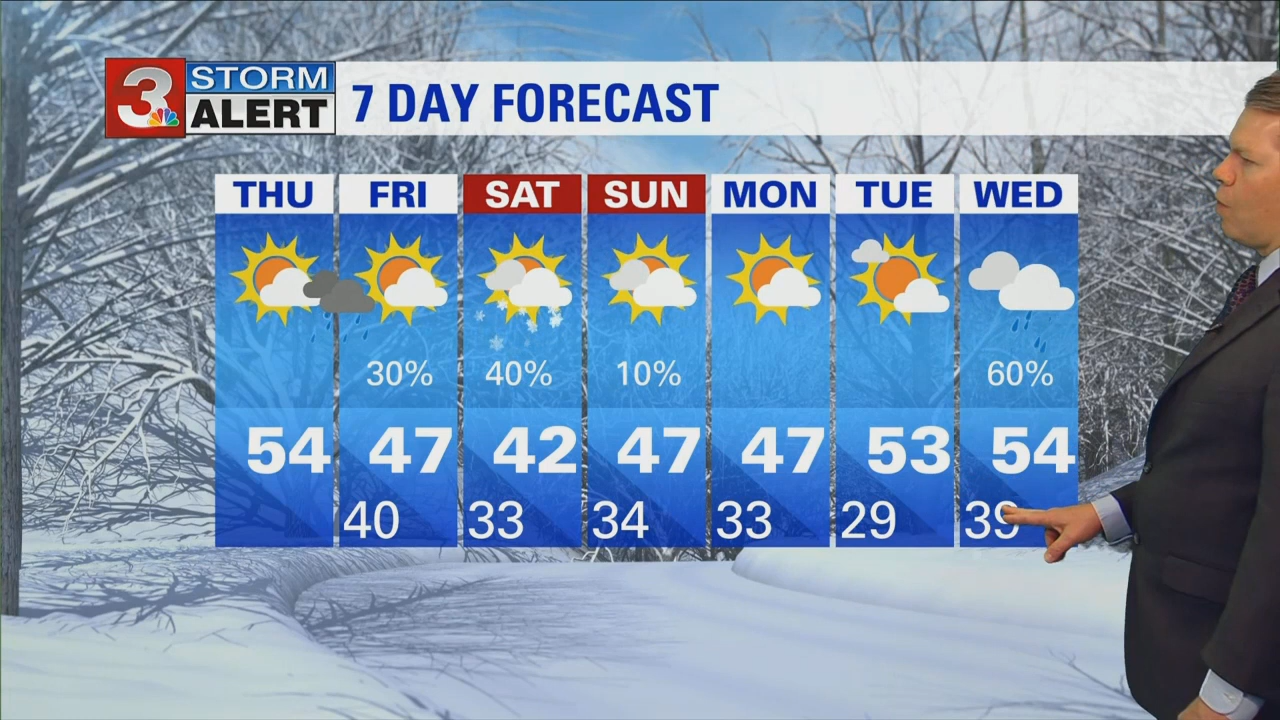 3 STORM ALERT
7 DAY FORECAST
THU FRI SAT SUN MON TUE WED
30% 40% 10% 60%
54 47 42 47 47 53 54
40 33 34 33 29 39